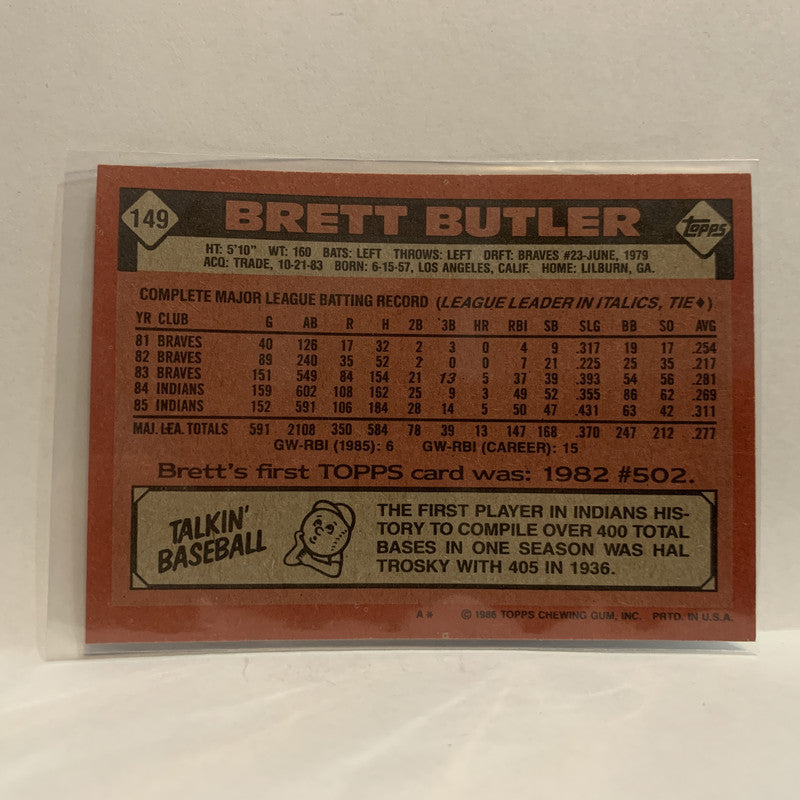 149 BRETT BUTLER topps
HT: 5'10" WT: 160 BATS: LEFT THROWS: LEFT DRFT: BRAVES #23-JUNE, 1979
ACQ: TRADE, 10-21-83 BORN: 6-15-57, LOS ANGELES, CALIF. HOME: LILBURN, GA.
COMPLETE MAJOR LEAGUE BATTING RECORD (LEAGUE LEADER IN ITALICS, TIE♦)
YR CLUB G AB R H 2B 3B HR RBI SB SLG BB SO AVG
81 BRAVES 40 126 17 32 2 3 0 4 9 .317 19 17 .254
82 BRAVES 89 240 35 52 2 0 0 7 21 .225 25 35 .217
83 BRAVES 151 549 84 154 21 13 5 37 39 .393 54 56 .281
84 INDIANS 159 602 108 162 25 9 3 49 52 .355 86 62 .269
85 INDIANS 152 591 106 184 28 14 5 50 47 .431 63 42 .311
MAJ. LEA. TOTALS 591 2108 350 584 78 39 13 147 168 .370 247 212 .277
GW-RBI (1985): 6 GW-RBI (CAREER): 15
Brett's first TOPPS card was: 1982 #502.
TALKIN' BASEBALL
THE FIRST PLAYER IN INDIANS HIS-
TORY TO COMPILE OVER 400 TOTAL
BASES IN ONE SEASON WAS HAL
TROSKY WITH 405 IN 1936.
A* © 1986 TOPPS CHEWING GUM, INC. PRTD. IN U.S.A.